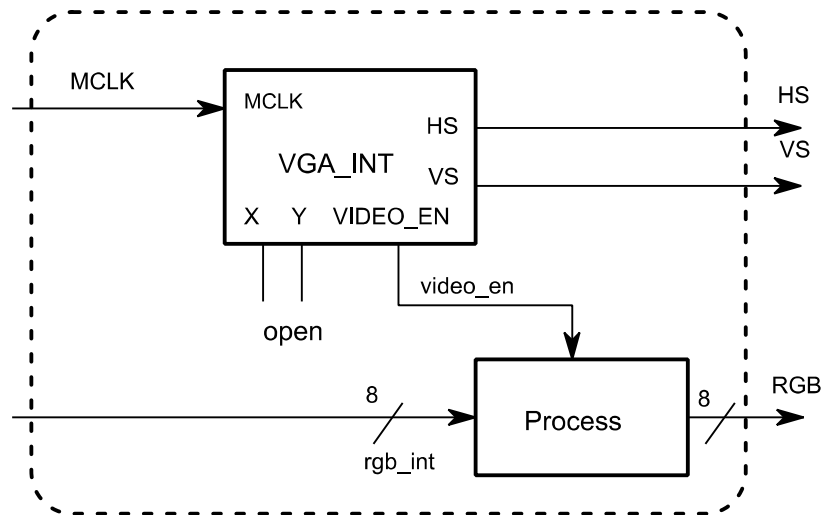 MCLK
MCLK
HS
HS
VS
VGA_INT
VS
X Y VIDEO_EN
video_en
open
8
rgb_int
Process
8
RGB